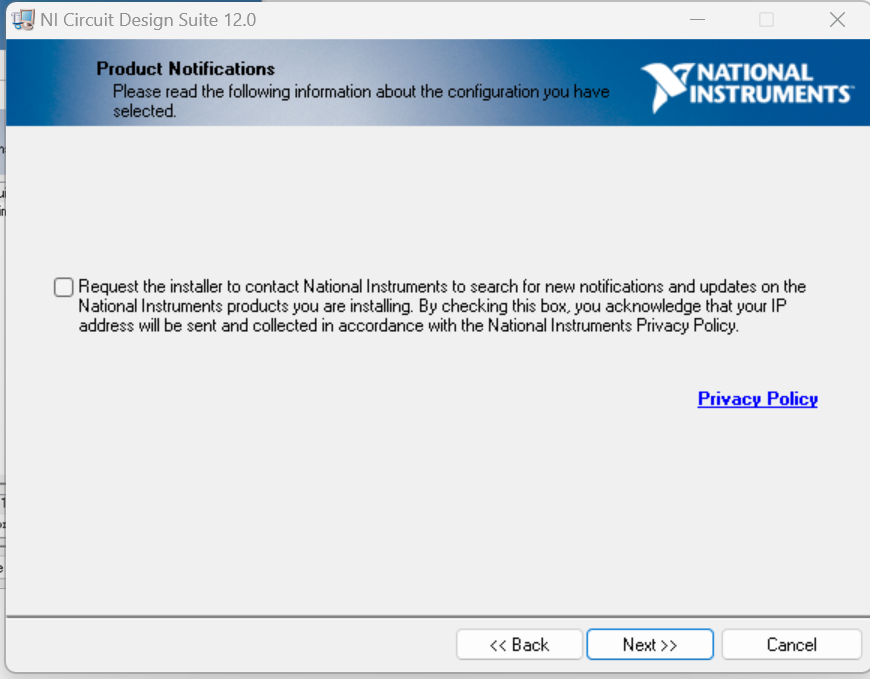 NI Circuit Design Suite 12.0
Product Notifications
Please read the following information about the configuration you have
selected.
NATIONAL
INSTRUMENTS
Request the installer to contact National Instruments to search for new notifications and updates on the
National Instruments products you are installing. By checking this box, you acknowledge that your IP
address will be sent and collected in accordance with the National Instruments Privacy Policy.
Privacy Policy
<< Back
Next >>
Cancel